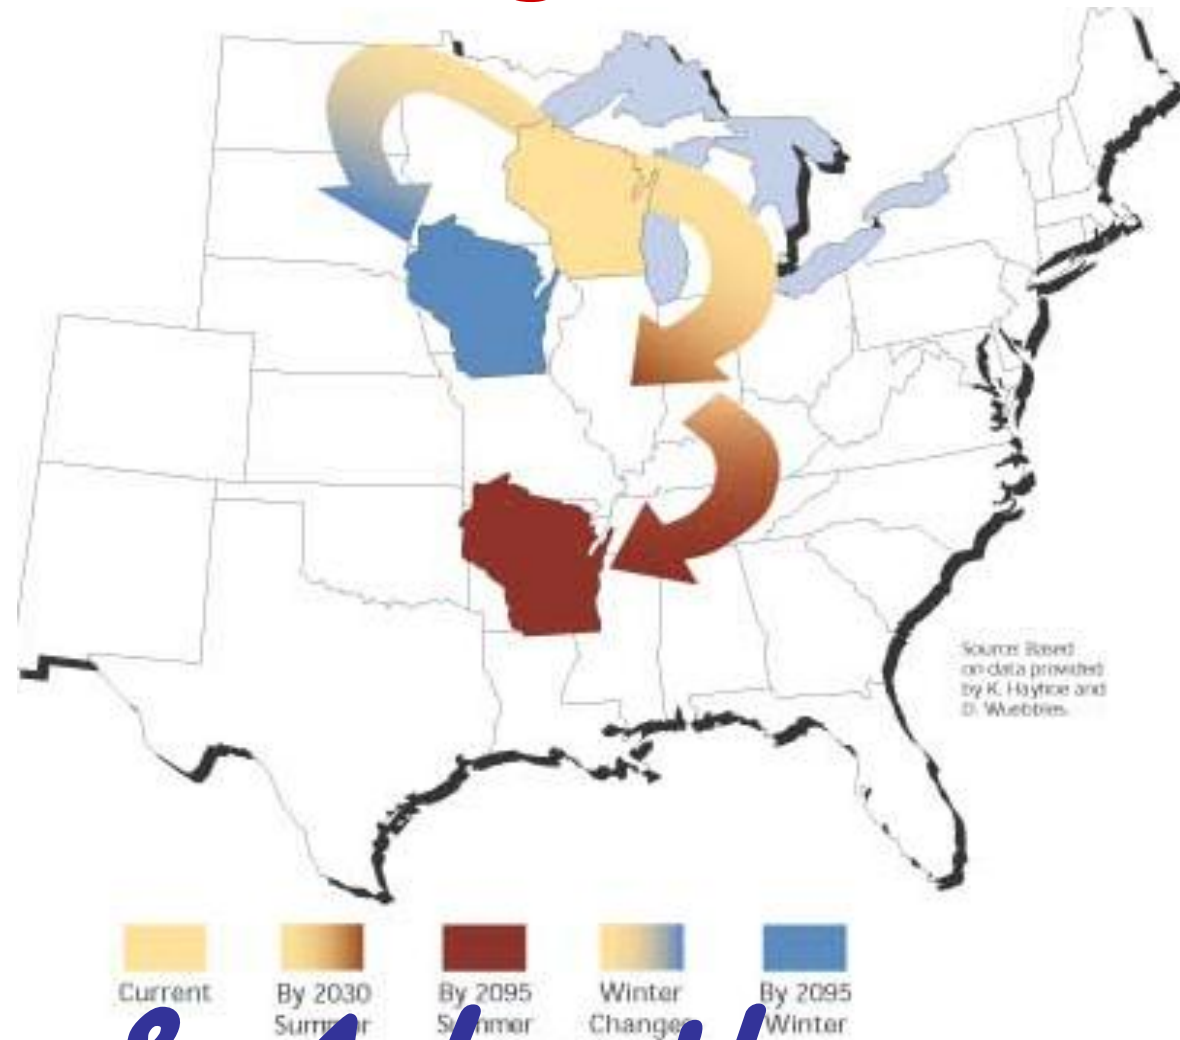 Source: Based
on data provided
by K. Hayhoe and
D. Wuebbles.
Current
By 2030
Summer
By 2095
Summer
Winter
Changes
By 2095
Winter